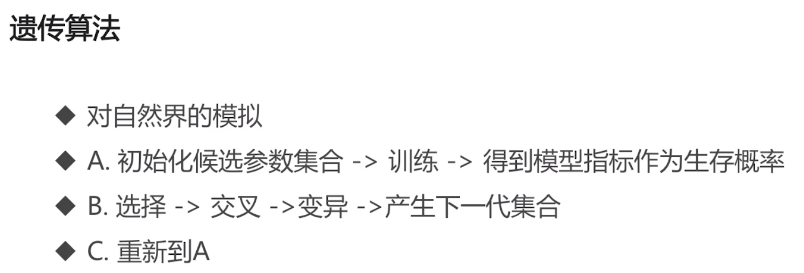 遗传算法
◆ 对自然界的模拟
◆ A. 初始化候选参数集合 -> 训练 -> 得到模型指标作为生存概率
◆ B. 选择 -> 交叉 ->变异 ->产生下一代集合
◆ C. 重新到A